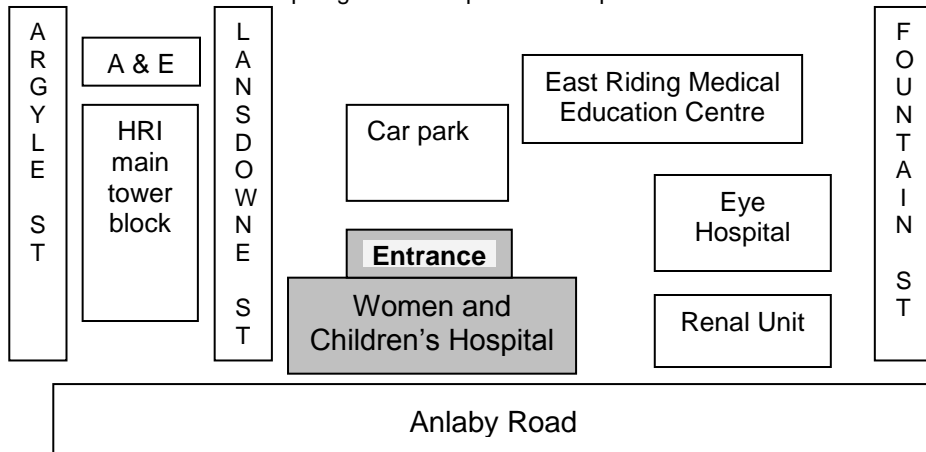 ARGYLE ST
A & E
HRI
main
tower
block
LANSDOWNE ST
Car park
East Riding Medical
Education Centre
Eye
Hospital
Renal Unit
FOUNTAIN ST
Entrance
Women and
Children’s Hospital
Anlaby Road